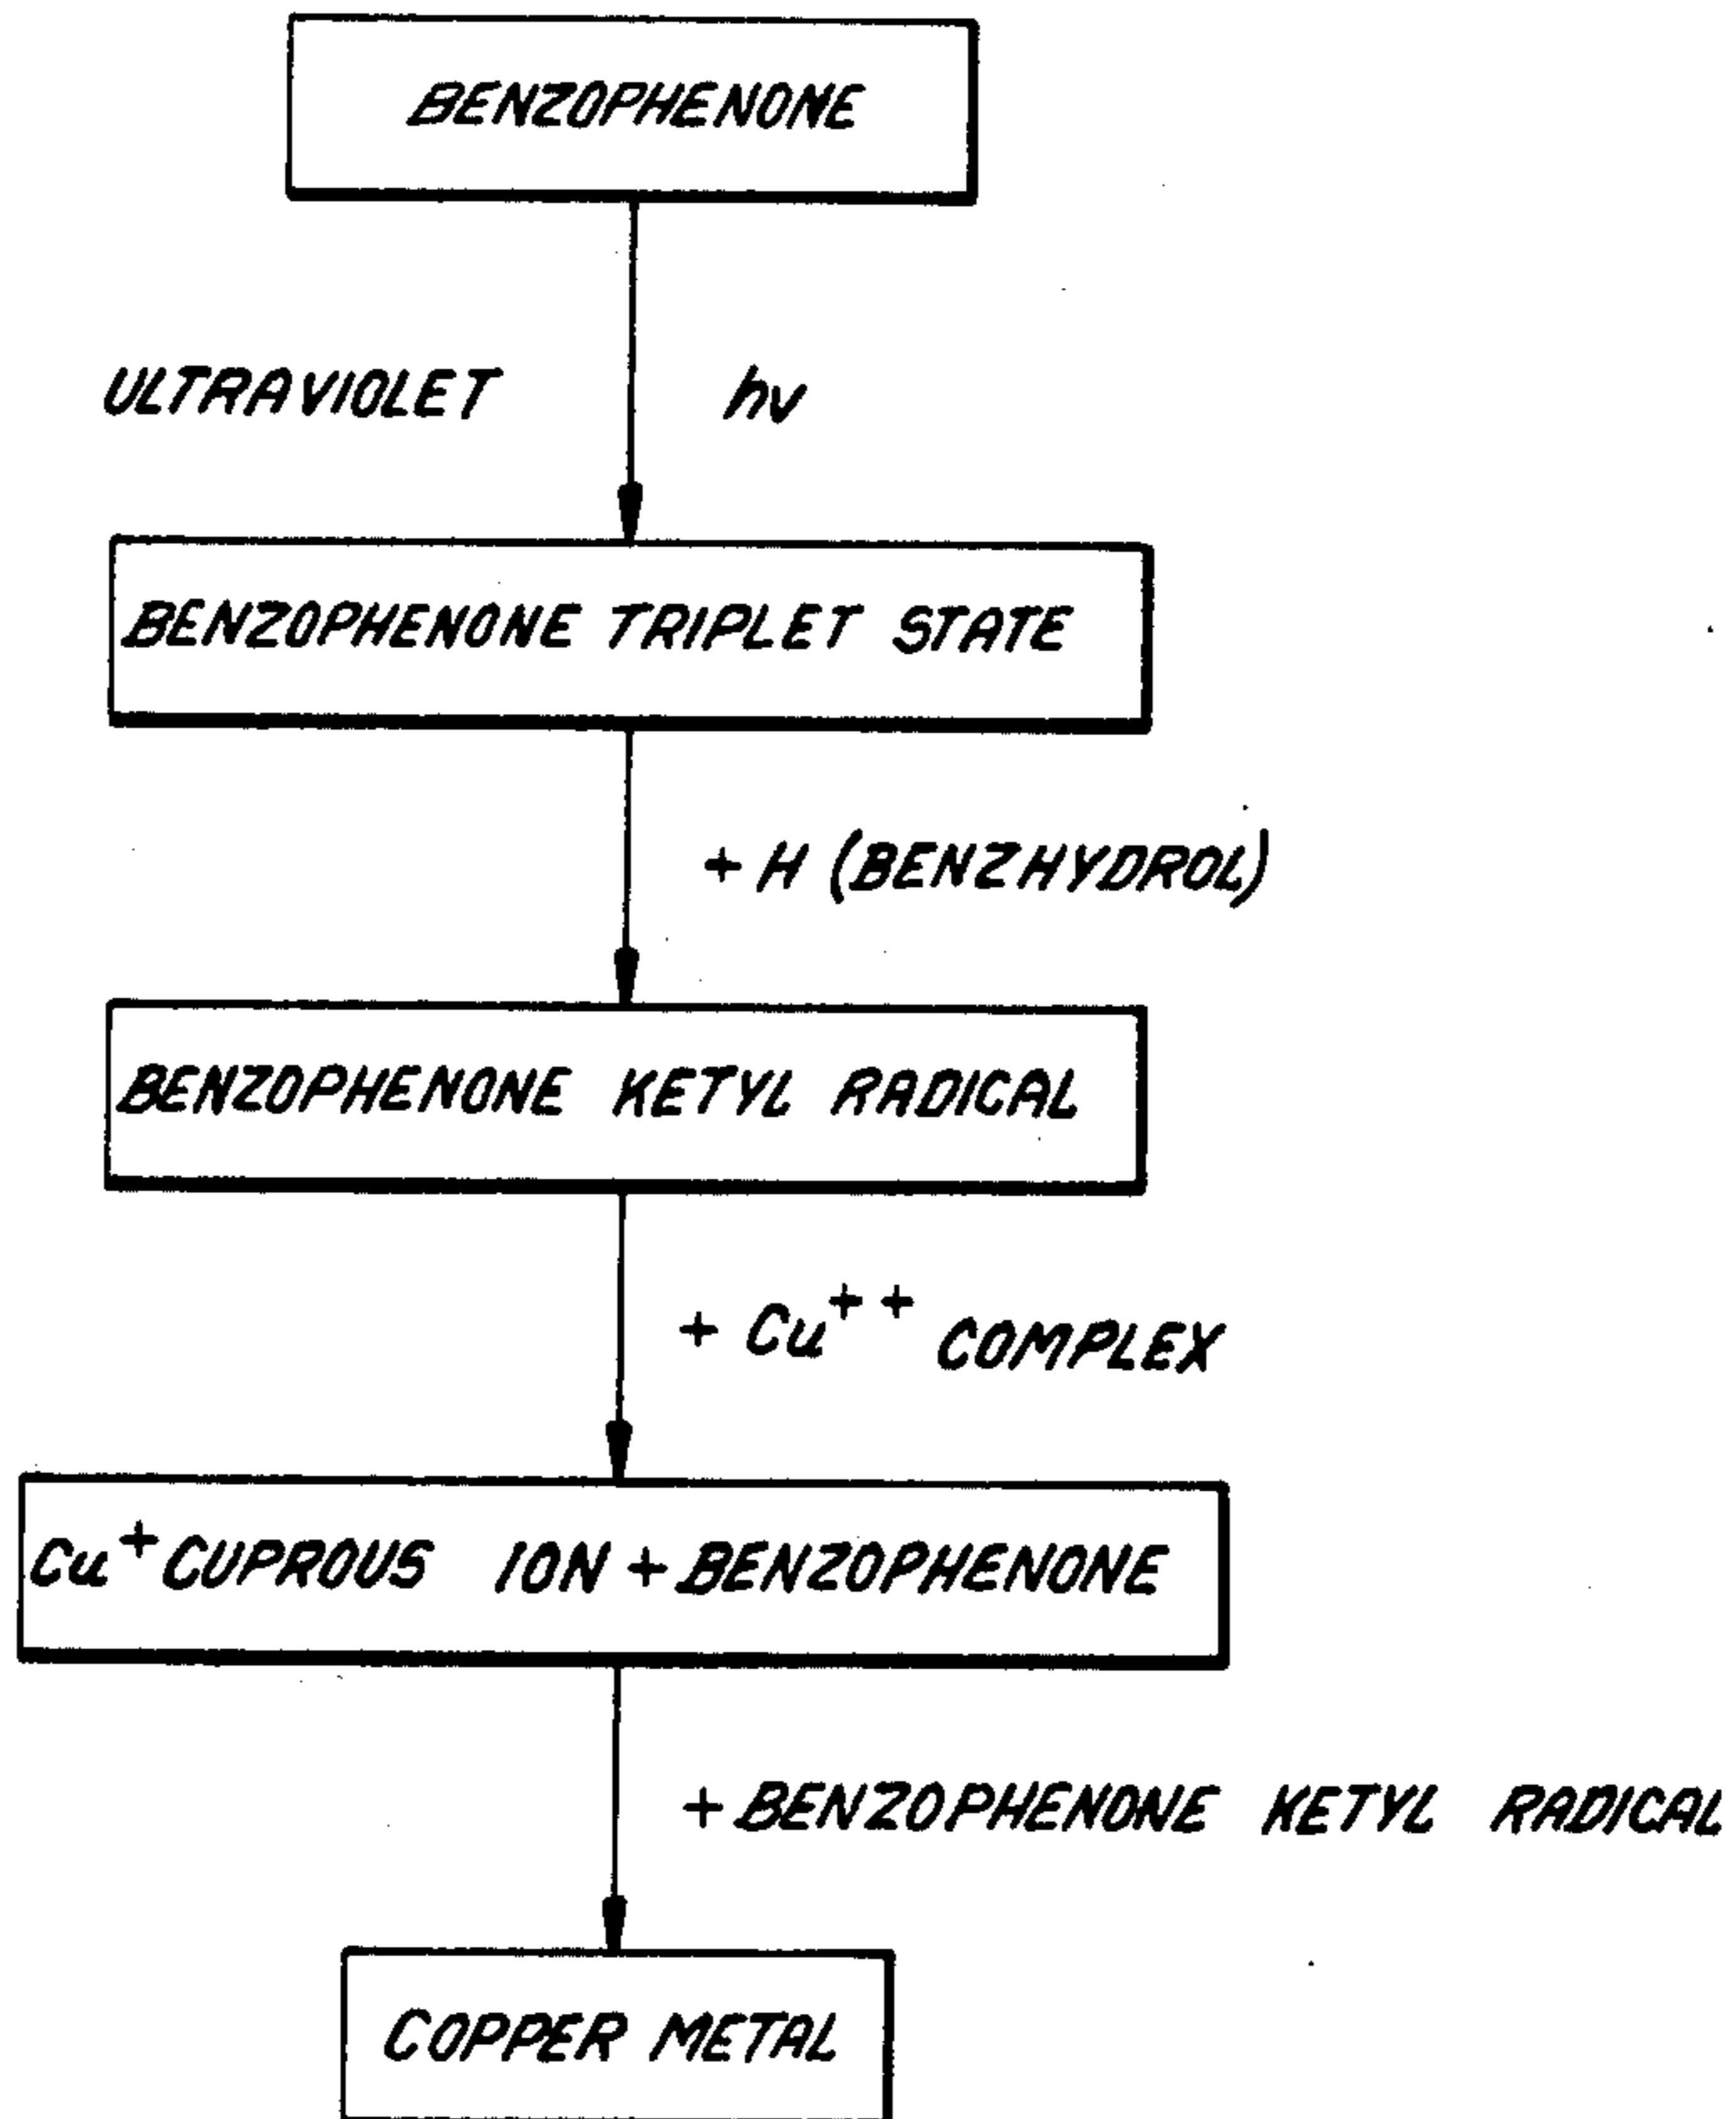 BENZOPHENONE
ULTRAVIOLET hν
BENZOPHENONE TRIPLET STATE
+ H (BENZHYDROL)
BENZOPHENONE KETYL RADICAL
+ Cu++ COMPLEX
Cu+ CUPROUS ION + BENZOPHENONE
+ BENZOPHENONE KETYL RADICAL
COPPER METAL